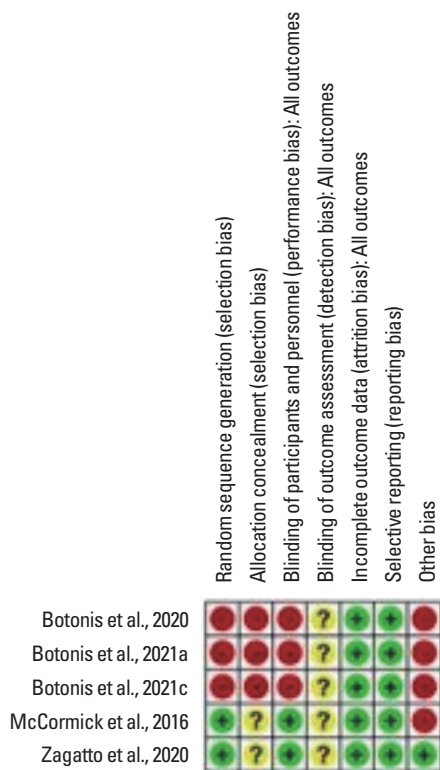 Random sequence generation (selection bias)
Allocation concealment (selection bias)
Blinding of participants and personnel (performance bias): All outcomes
Blinding of outcome assessment (detection bias): All outcomes
Incomplete outcome data (attrition bias): All outcomes
Selective reporting (reporting bias)
Other bias
Botonis et al., 2020 ? + +
Botonis et al., 2021a ? + +
Botonis et al., 2021c ? + +
McCormick et al., 2016 + ? + ? + +
Zagatto et al., 2020 + ? + ? + + +